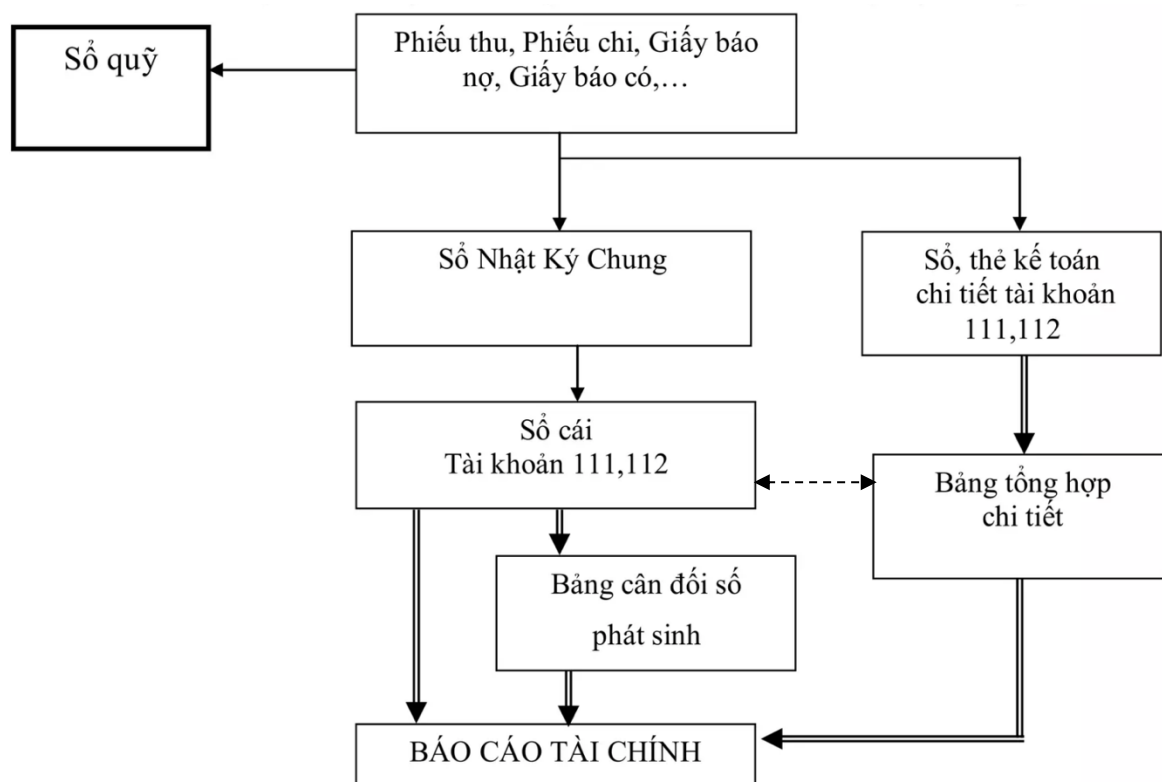 Sổ quỹ
Phiếu thu, Phiếu chi, Giấy báo
nợ, Giấy báo có,…
Sổ Nhật Ký Chung
Sổ, thẻ kế toán
chi tiết tài khoản
111,112
Sổ cái
Tài khoản 111,112
Bảng tổng hợp
chi tiết
Bảng cân đối số
phát sinh
BÁO CÁO TÀI CHÍNH